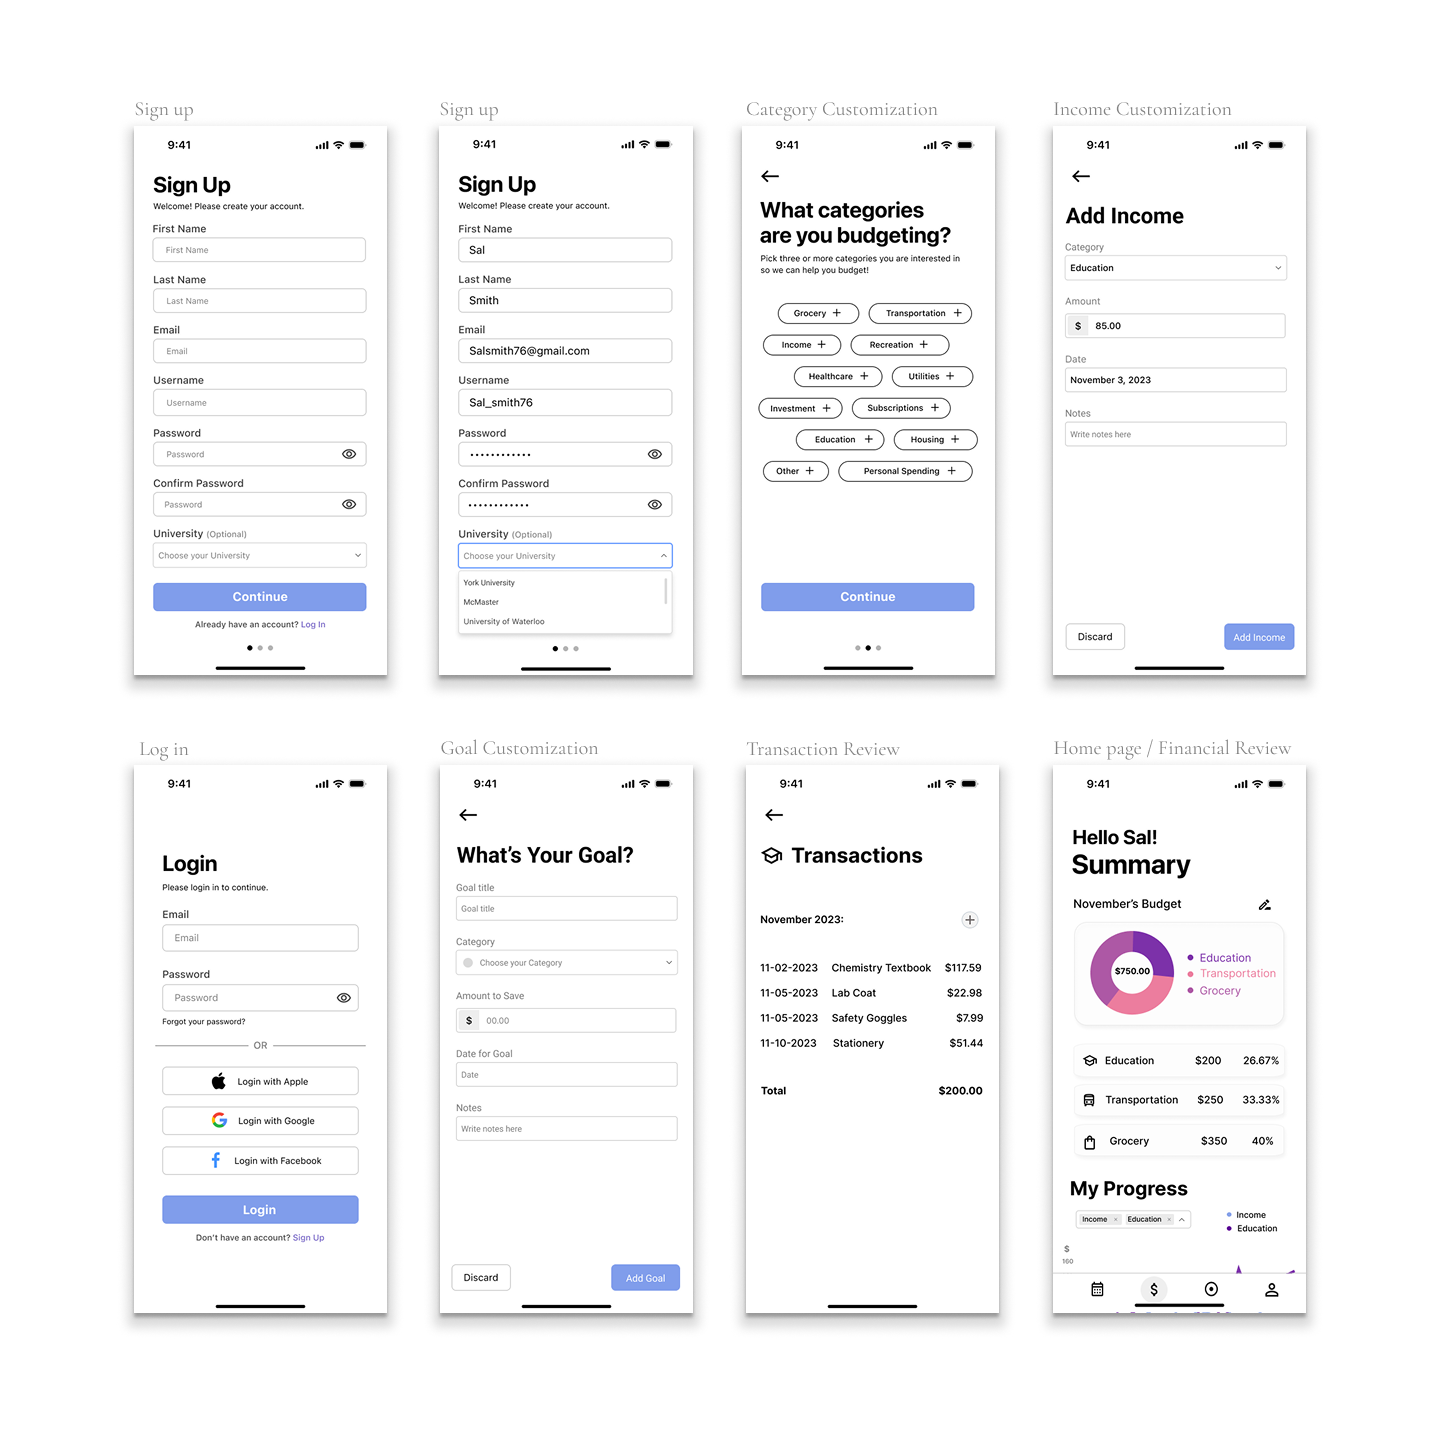 Sign up
9:41
Sign Up
Welcome! Please create your account.
First Name
First Name
Last Name
Last Name
Email
Email
Username
Username
Password
Password
Confirm Password
Password
University (Optional)
Choose your University
Continue
Already have an account? Log In
Sign up
9:41
Sign Up
Welcome! Please create your account.
First Name
Sal
Last Name
Smith
Email
Salsmith76@gmail.com
Username
Sal_smith76
Password
••••••••••••
Confirm Password
••••••••••••
University (Optional)
Choose your University
York University
McMaster
University of Waterloo
Category Customization
9:41
What categories
are you budgeting?
Pick three or more categories you are interested in
so we can help you budget!
Grocery + Transportation +
Income + Recreation +
Healthcare + Utilities +
Investment + Subscriptions +
Education + Housing +
Other + Personal Spending +
Continue
Income Customization
9:41
Add Income
Category
Education
Amount
$ 85.00
Date
November 3, 2023
Notes
Write notes here
Discard Add Income
Log in
9:41
Login
Please login in to continue.
Email
Email
Password
Password
Forgot your password?
OR
Login with Apple
Login with Google
Login with Facebook
Login
Don't have an account? Sign Up
Goal Customization
9:41
What's Your Goal?
Goal title
Goal title
Category
Choose your Category
Amount to Save
$ 00.00
Date for Goal
Date
Notes
Write notes here
Discard Add Goal
Transaction Review
9:41
Transactions
November 2023:
11-02-2023 Chemistry Textbook $117.59
11-05-2023 Lab Coat $22.98
11-05-2023 Safety Goggles $7.99
11-10-2023 Stationery $51.44
Total $200.00
Home page / Financial Review
9:41
Hello Sal!
Summary
November's Budget
$750.00
Education
Transportation
Grocery
Education $200 26.67%
Transportation $250 33.33%
Grocery $350 40%
My Progress
Income × Education ×
Income
Education
$
160